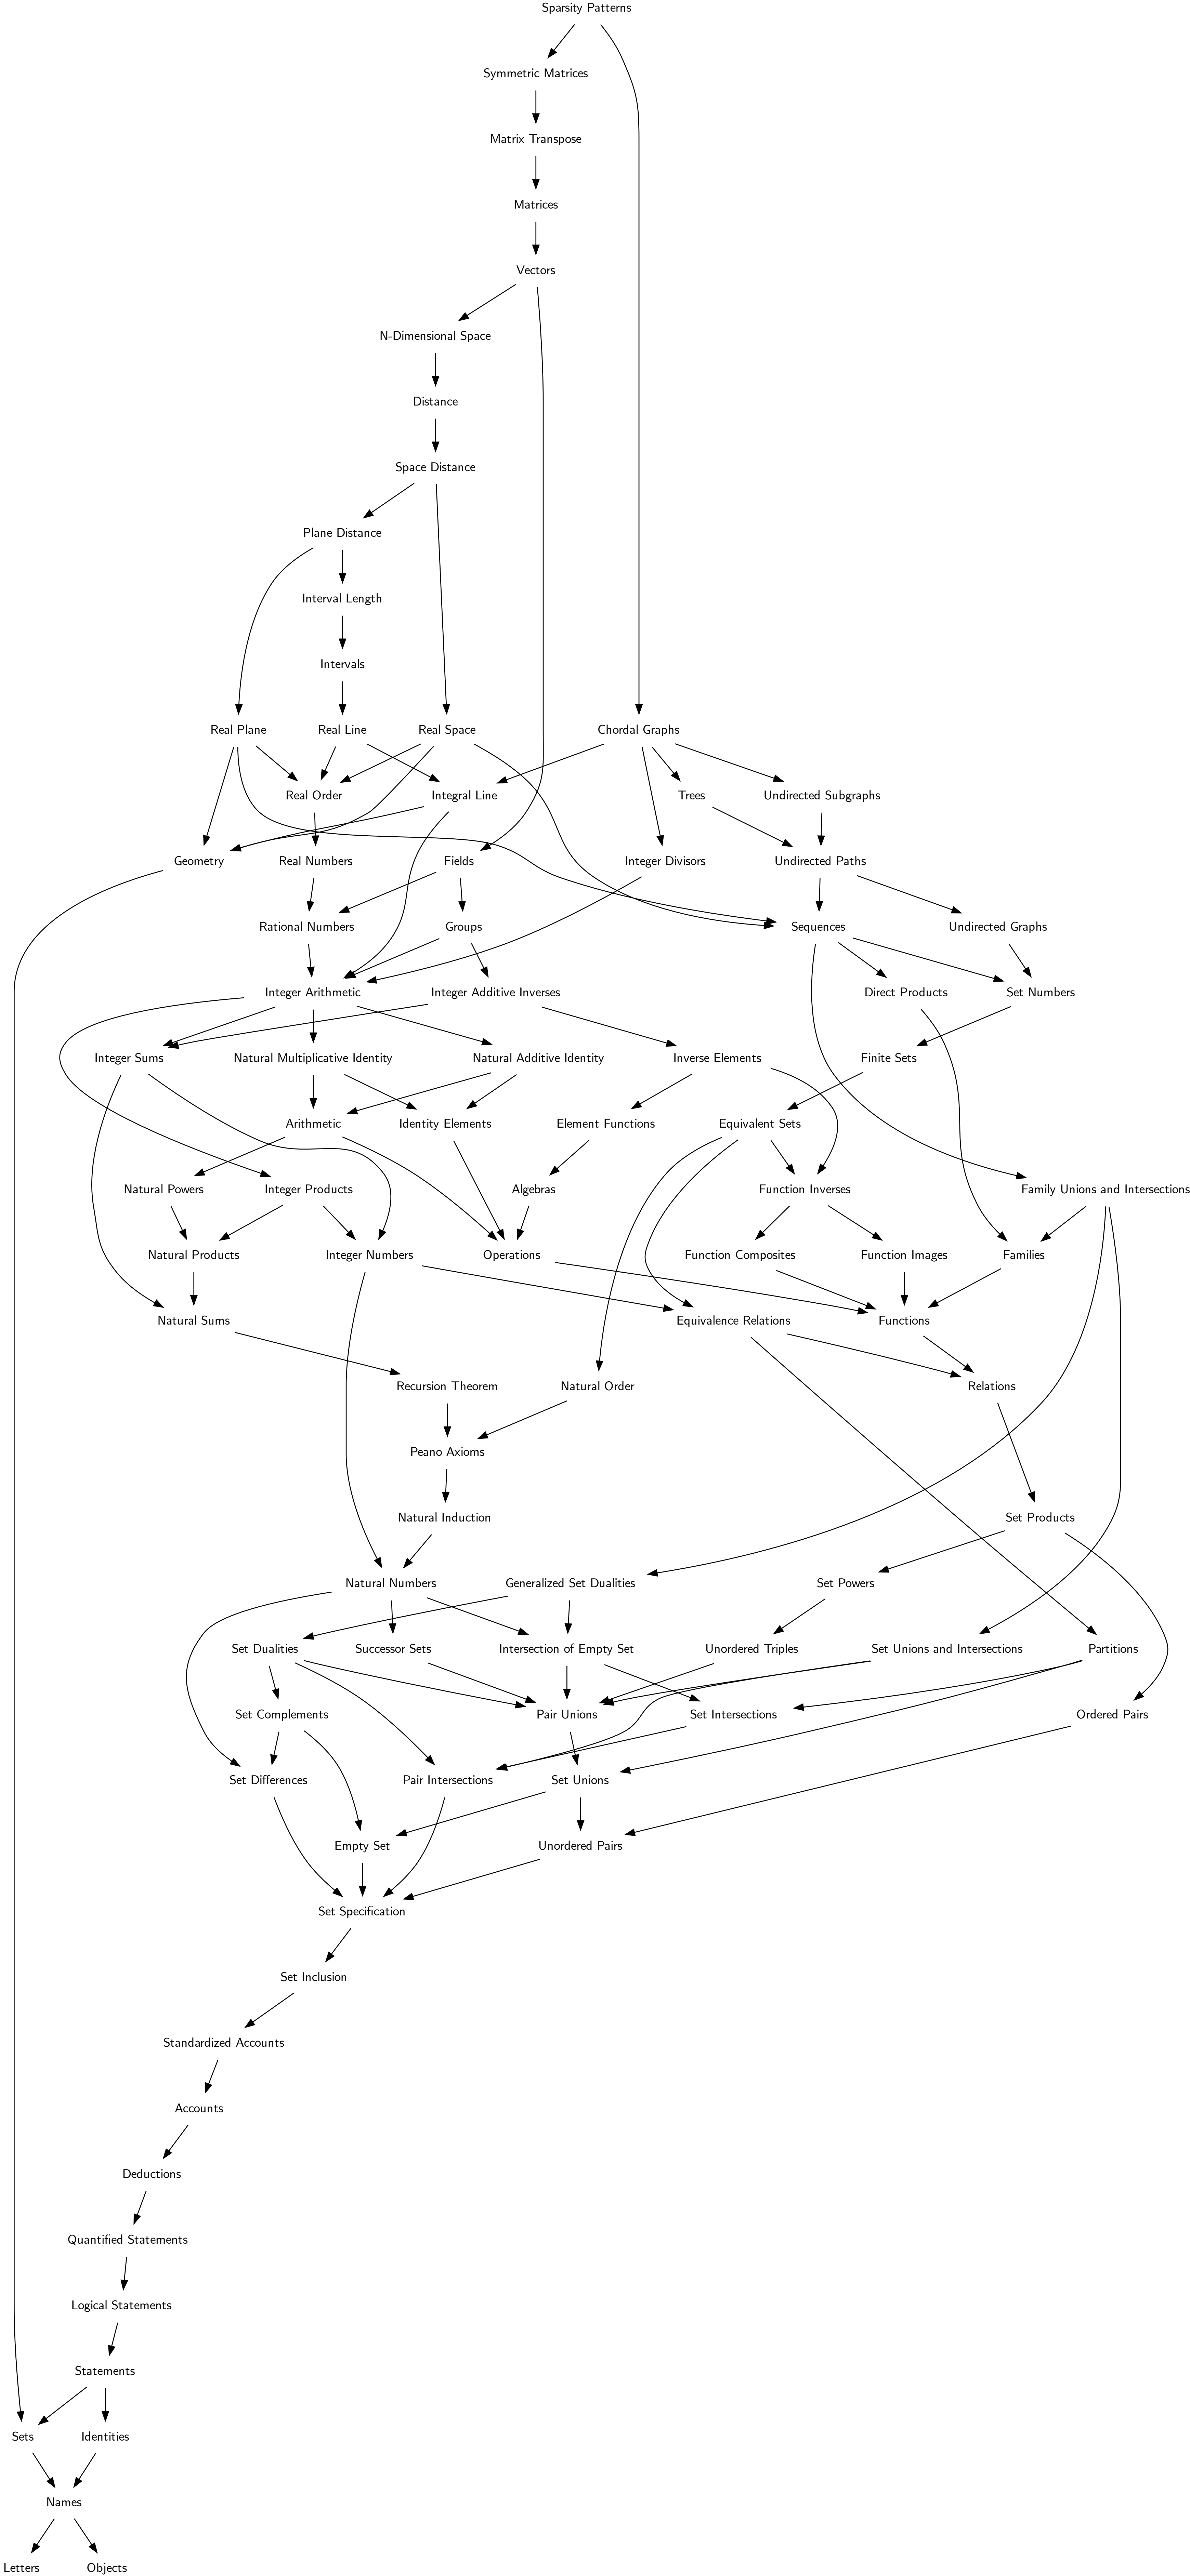 Sparsity Patterns
Symmetric Matrices
Matrix Transpose
Matrices
Vectors
N-Dimensional Space
Distance
Space Distance
Plane Distance
Interval Length
Intervals
Real Plane
Real Line
Real Space
Chordal Graphs
Real Order
Integral Line
Trees
Undirected Subgraphs
Geometry
Real Numbers
Fields
Integer Divisors
Undirected Paths
Rational Numbers
Groups
Sequences
Undirected Graphs
Integer Arithmetic
Integer Additive Inverses
Direct Products
Set Numbers
Integer Sums
Natural Multiplicative Identity
Natural Additive Identity
Inverse Elements
Finite Sets
Arithmetic
Identity Elements
Element Functions
Equivalent Sets
Natural Powers
Integer Products
Algebras
Function Inverses
Family Unions and Intersections
Natural Products
Integer Numbers
Operations
Function Composites
Function Images
Families
Natural Sums
Equivalence Relations
Functions
Recursion Theorem
Natural Order
Relations
Peano Axioms
Natural Induction
Set Products
Natural Numbers
Generalized Set Dualities
Set Powers
Set Dualities
Successor Sets
Intersection of Empty Set
Unordered Triples
Set Unions and Intersections
Partitions
Set Complements
Pair Unions
Set Intersections
Ordered Pairs
Set Differences
Pair Intersections
Set Unions
Empty Set
Unordered Pairs
Set Specification
Set Inclusion
Standardized Accounts
Accounts
Deductions
Quantified Statements
Logical Statements
Statements
Sets
Identities
Names
Letters
Objects